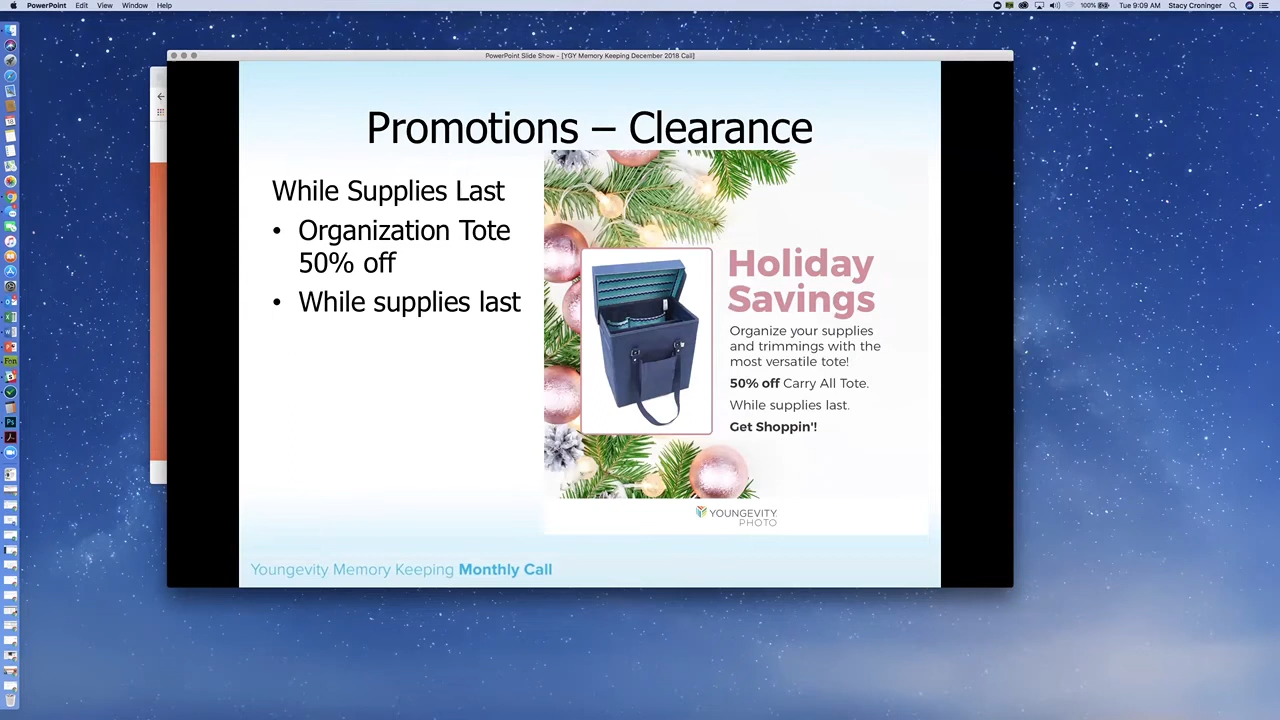 PowerPoint Edit View Window Help
100% Tue 9:09 AM Stacy Croninger
PowerPoint Slide Show - [YGY Memory Keeping December 2018 Call]
Promotions – Clearance
While Supplies Last
• Organization Tote
50% off
• While supplies last
Holiday
Savings
Organize your supplies
and trimmings with the
most versatile tote!
50% off Carry All Tote.
While supplies last.
Get Shoppin'!
YOUNGEVITY
PHOTO
Youngevity Memory Keeping Monthly Call